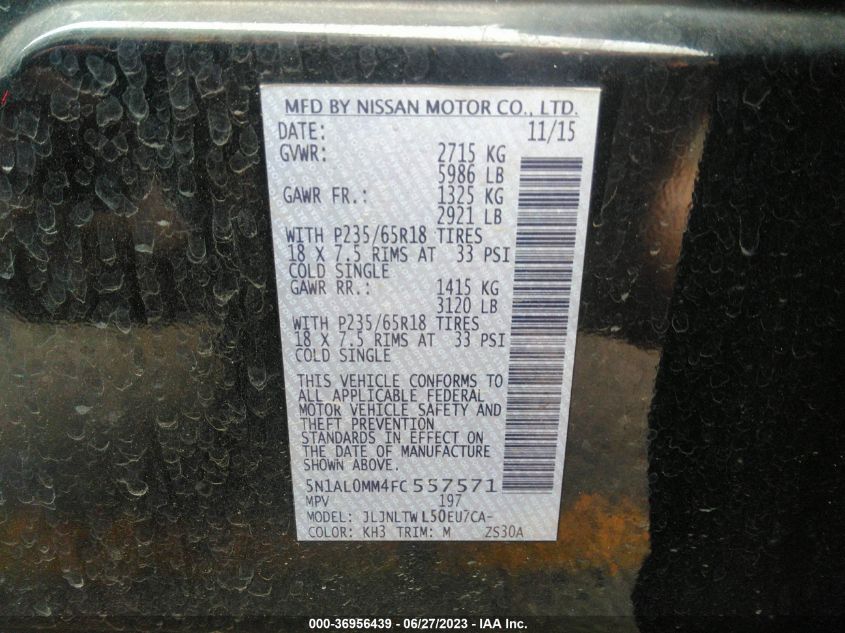 MFD BY NISSAN MOTOR CO., LTD.
DATE: 11/15
GVWR: 2715 KG
5986 LB
GAWR FR.: 1325 KG
2921 LB
WITH P235/65R18 TIRES
18 X 7.5 RIMS AT 33 PSI
COLD SINGLE
GAWR RR.: 1415 KG
3120 LB
WITH P235/65R18 TIRES
18 X 7.5 RIMS AT 33 PSI
COLD SINGLE
THIS VEHICLE CONFORMS TO
ALL APPLICABLE FEDERAL
MOTOR VEHICLE SAFETY AND
THEFT PREVENTION
STANDARDS IN EFFECT ON
THE DATE OF MANUFACTURE
SHOWN ABOVE.
5N1AL0MM4FC557571
MPV 197
MODEL: JLJNLTWL50EU7CA-
COLOR: KH3 TRIM: M ZS30A
000-36956439 - 06/27/2023 - IAA Inc.